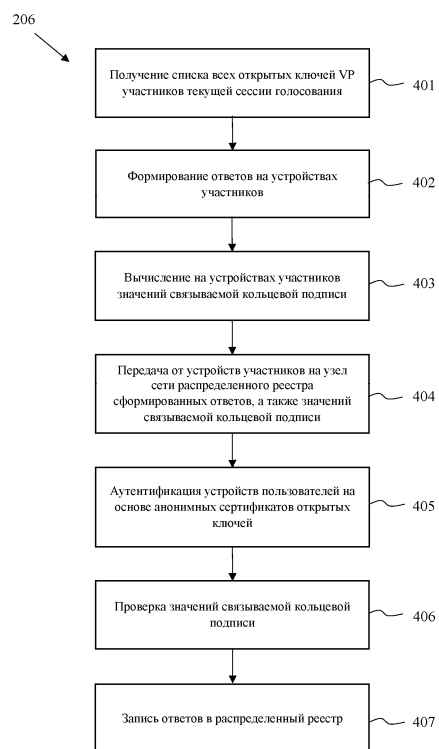 206
Получение списка всех открытых ключей VP
участников текущей сессии голосования
401
Формирование ответов на устройствах
участников
402
Вычисление на устройствах участников
значений связываемой кольцевой подписи
403
Передача от устройств участников на узел
сети распределенного реестра
сформированных ответов, а также значений
связываемой кольцевой подписи
404
Аутентификация устройств пользователей на
основе анонимных сертификатов открытых
ключей
405
Проверка значений связываемой кольцевой
подписи
406
Запись ответов в распределенный реестр
407